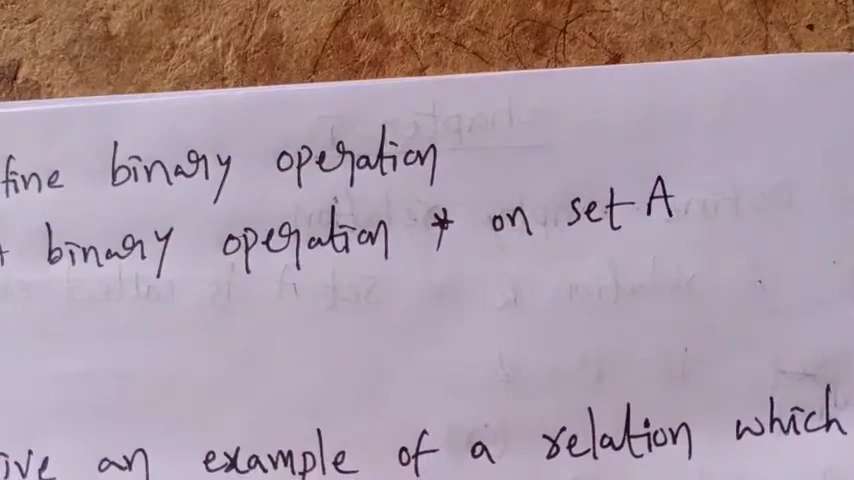 fine binary operation
binary operation * on set A
ive an example of a relation which